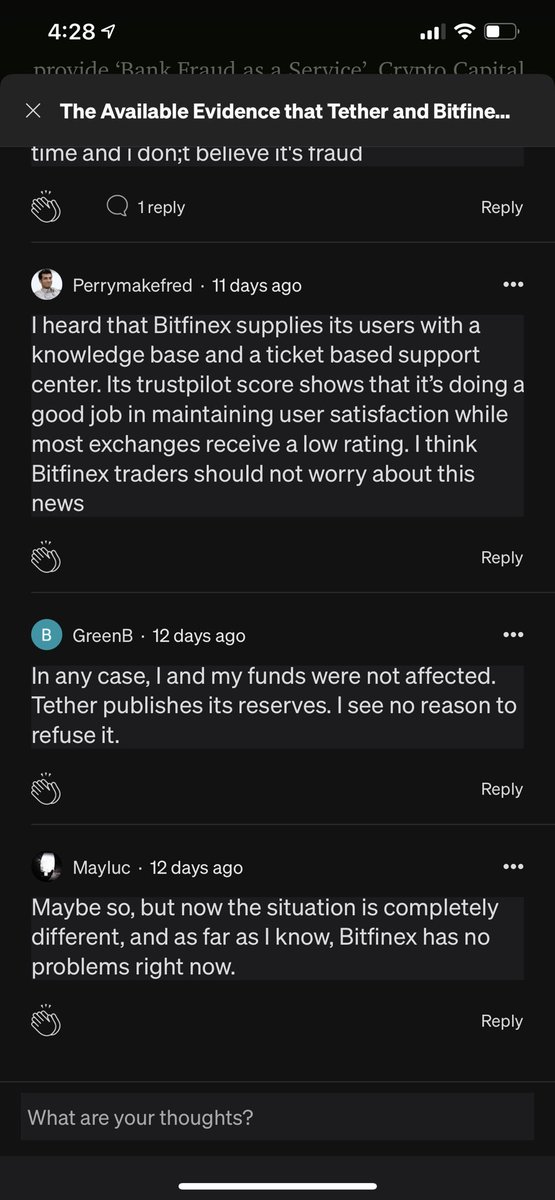 4:28
provide ‘Bank Fraud as a Service’. Crypto Capital
The Available Evidence that Tether and Bitfine...
time and i don;t believe it's fraud
1 reply
Reply
Perrymakefred · 11 days ago
I heard that Bitfinex supplies its users with a
knowledge base and a ticket based support
center. Its trustpilot score shows that it’s doing a
good job in maintaining user satisfaction while
most exchanges receive a low rating. I think
Bitfinex traders should not worry about this
news
Reply
B
GreenB · 12 days ago
In any case, I and my funds were not affected.
Tether publishes its reserves. I see no reason to
refuse it.
Reply
Mayluc · 12 days ago
Maybe so, but now the situation is completely
different, and as far as I know, Bitfinex has no
problems right now.
Reply
What are your thoughts?